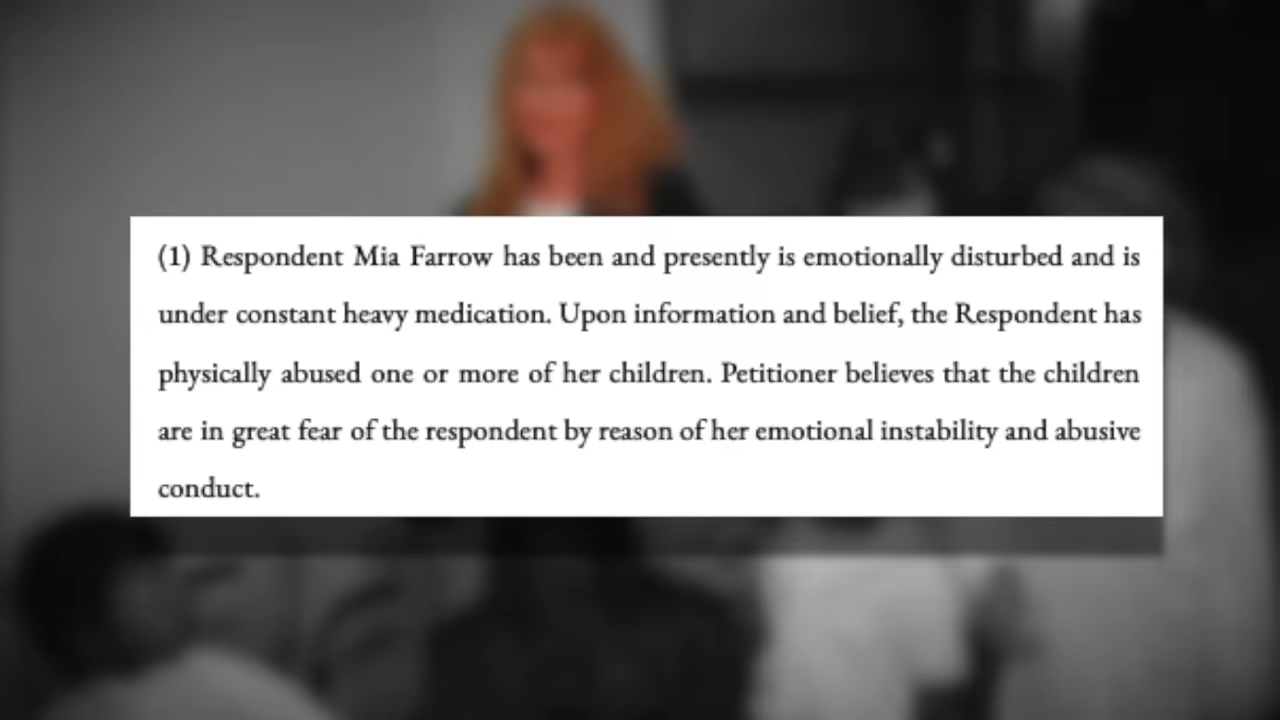 (1) Respondent Mia Farrow has been and presently is emotionally disturbed and is
under constant heavy medication. Upon information and belief, the Respondent has
physically abused one or more of her children. Petitioner believes that the children
are in great fear of the respondent by reason of her emotional instability and abusive
conduct.